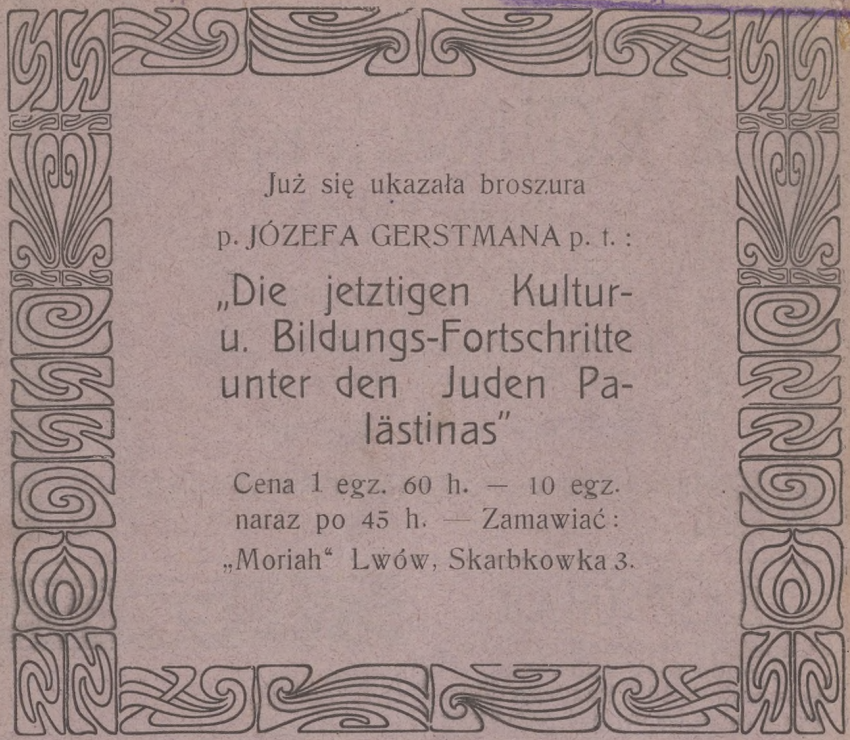 Już się ukazała broszura
p. JÓZEFA GERSTMANA p. t. :
„Die jetztigen Kultur-
u. Bildungs-Fortschritte
unter den Juden Pa-
lästinas”
Cena 1 egz. 60 h. — 10 egz.
naraz po 45 h. — Zamawiać:
„Moriah“ Lwów, Skarbkowka 3.